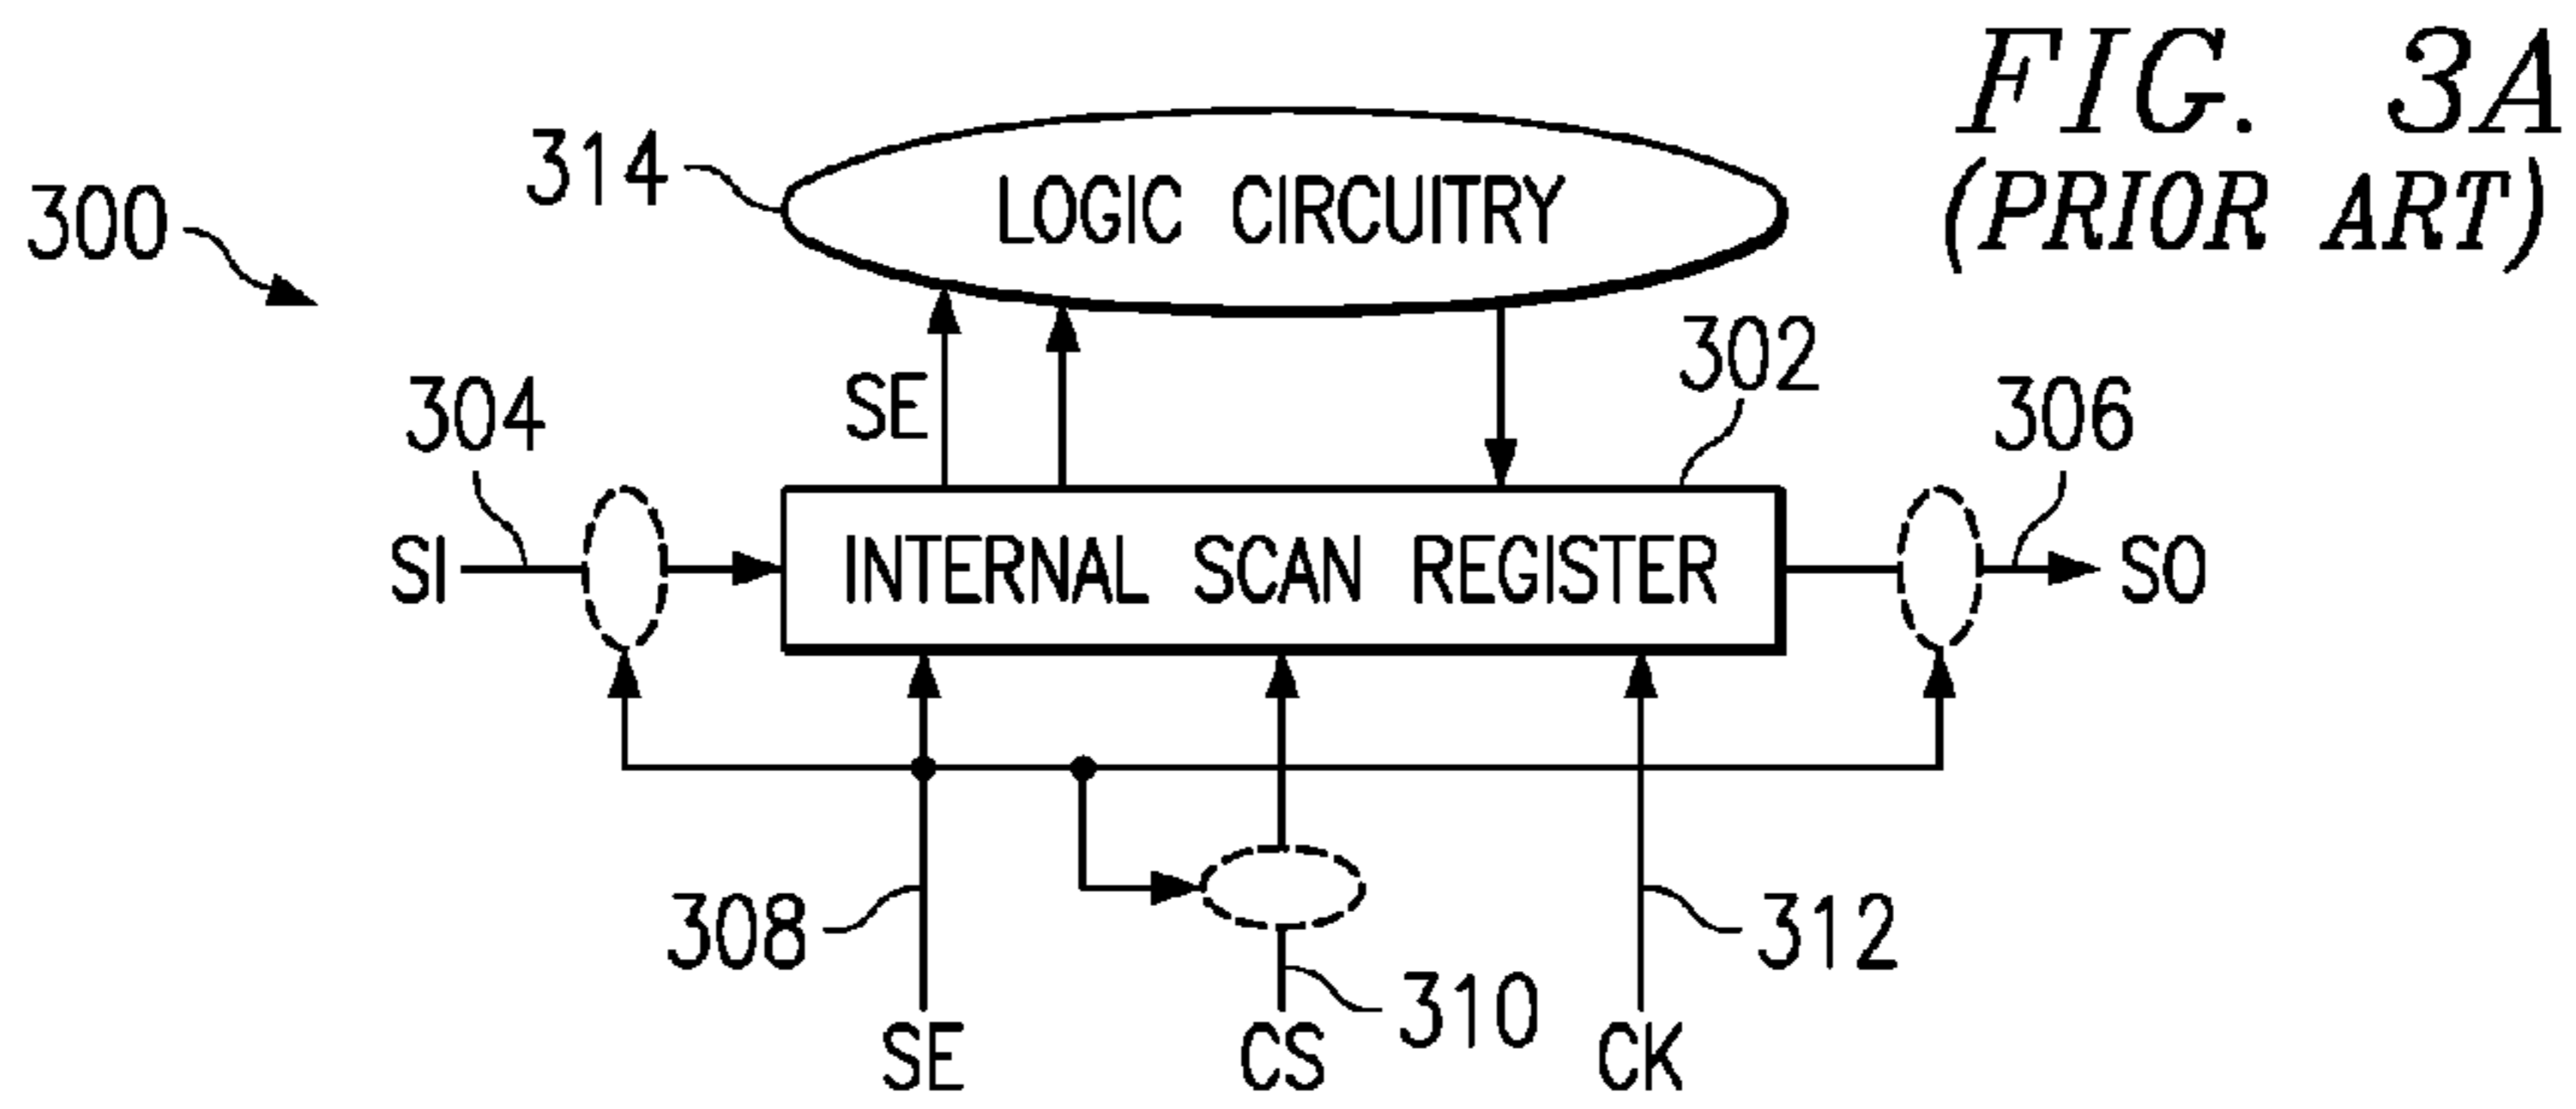 FIG. 3A
(PRIOR ART)
300
314
LOGIC CIRCUITRY
302
SE
304
306
SI
INTERNAL SCAN REGISTER
SO
308
312
310
SE
CS
CK